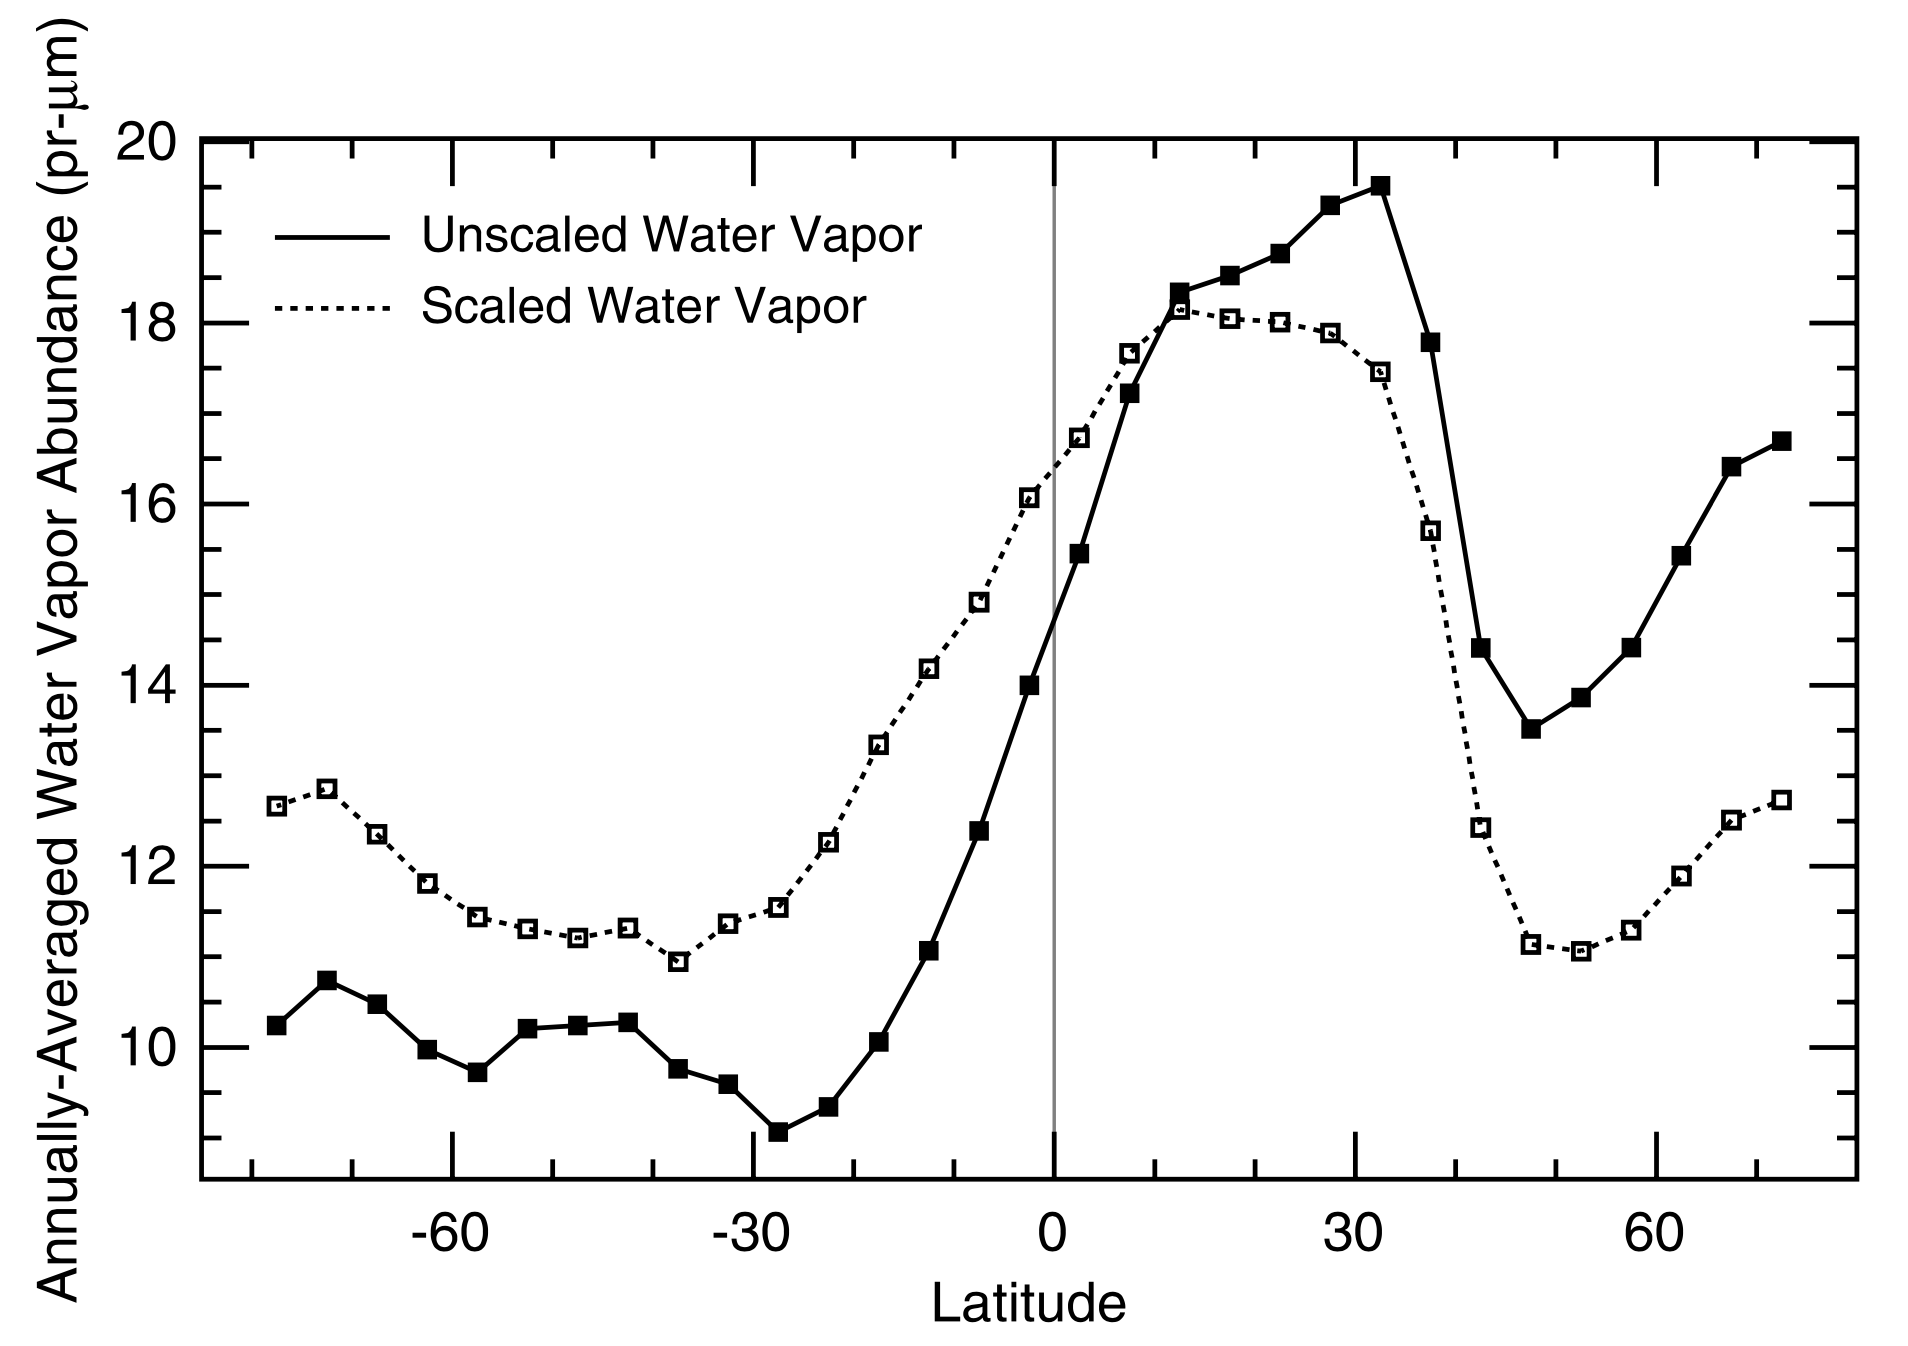 Annually-Averaged Water Vapor Abundance (pr-μm)
20
18
16
14
12
10
Unscaled Water Vapor
Scaled Water Vapor
-60 -30 0 30 60
Latitude